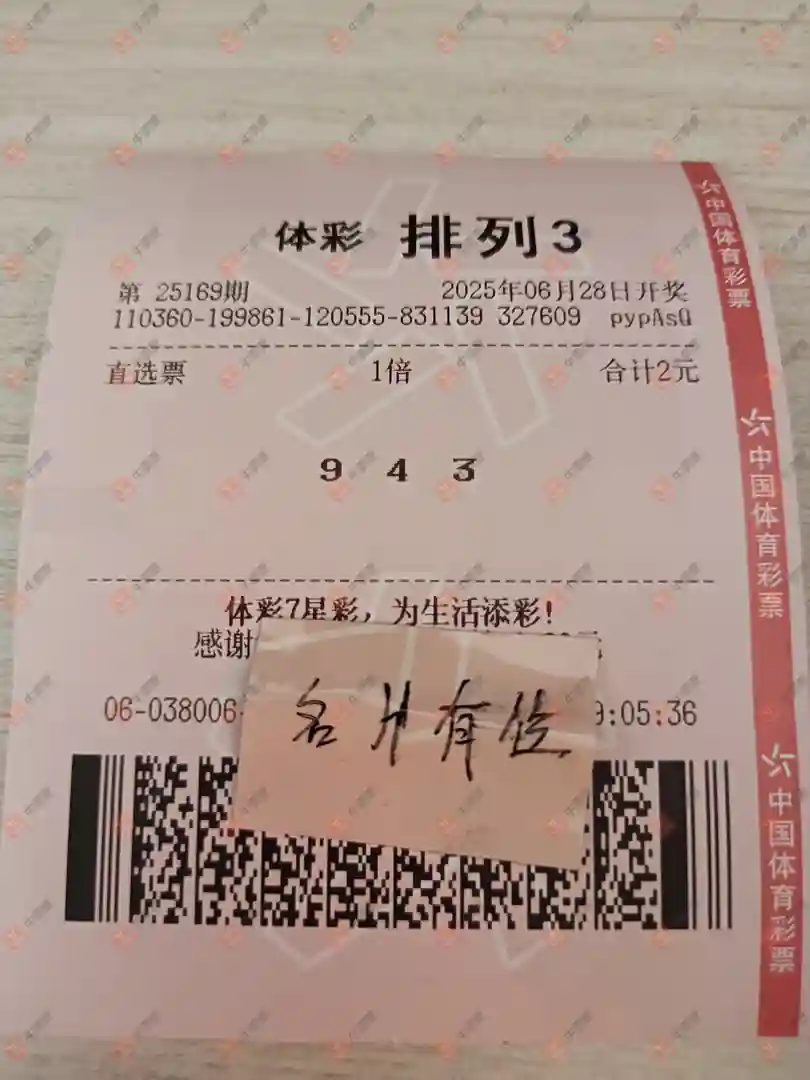 体彩 排列3
第 25169期 2025年06月28日开奖
110360-199861-120555-831139 327609 pypAsQ
直选票 1倍 合计2元
9 4 3
体彩7星彩，为生活添彩!
感谢
06-038006- 9:05:36
名片有位
中国体育彩票
中国体育彩票
中国体育彩票